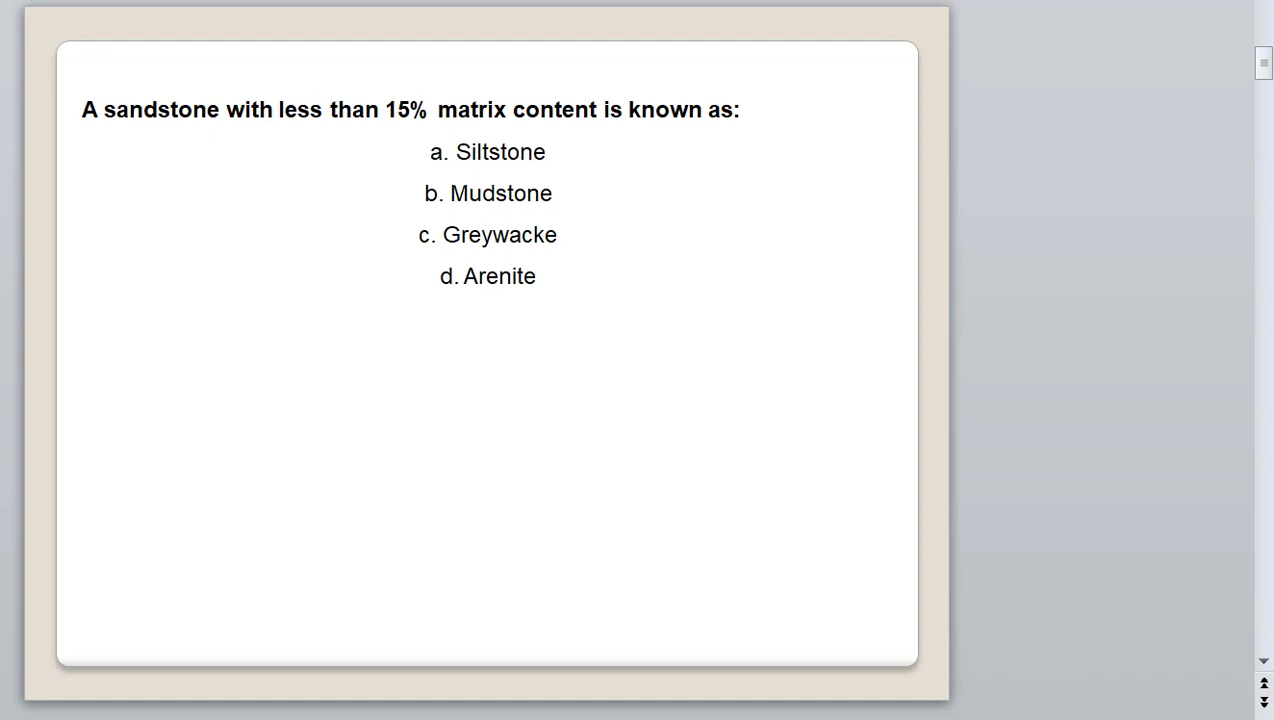 A sandstone with less than 15% matrix content is known as:
a. Siltstone
b. Mudstone
c. Greywacke
d. Arenite